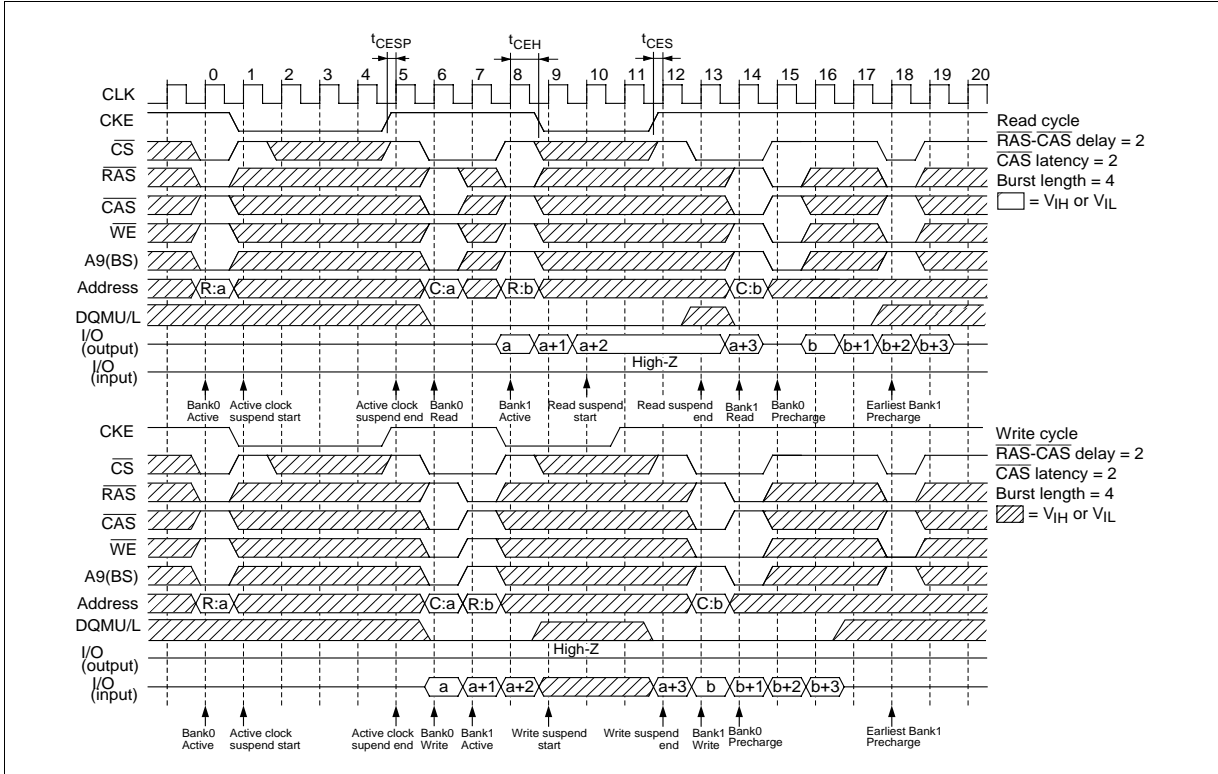 tCESP tCEH tCES
0 1 2 3 4 5 6 7 8 9 10 11 12 13 14 15 16 17 18 19 20
CLK
CKE
CS
RAS
CAS
WE
A9(BS)
Address R:a C:a R:b C:b
DQMU/L
I/O
(output) a a+1 a+2 a+3 b b+1 b+2 b+3
High-Z
I/O
(input)
Read cycle
RAS-CAS delay = 2
CAS latency = 2
Burst length = 4
= VIH or VIL
Bank0
Active
Active clock
suspend start
Active clock
suspend end
Bank0
Read
Bank1
Active
Read suspend
start
Read suspend
end
Bank1
Read
Bank0
Precharge
Earliest Bank1
Precharge
CKE
CS
RAS
CAS
WE
A9(BS)
Address R:a C:a R:b C:b
DQMU/L
I/O
(output)
High-Z
I/O
(input) a a+1 a+2 a+3 b b+1 b+2 b+3
Write cycle
RAS-CAS delay = 2
CAS latency = 2
Burst length = 4
= VIH or VIL
Bank0
Active
Active clock
suspend start
Active clock
supend end
Bank0
Write
Bank1
Active
Write suspend
start
Write suspend
end
Bank1
Write
Bank0
Precharge
Earliest Bank1
Precharge